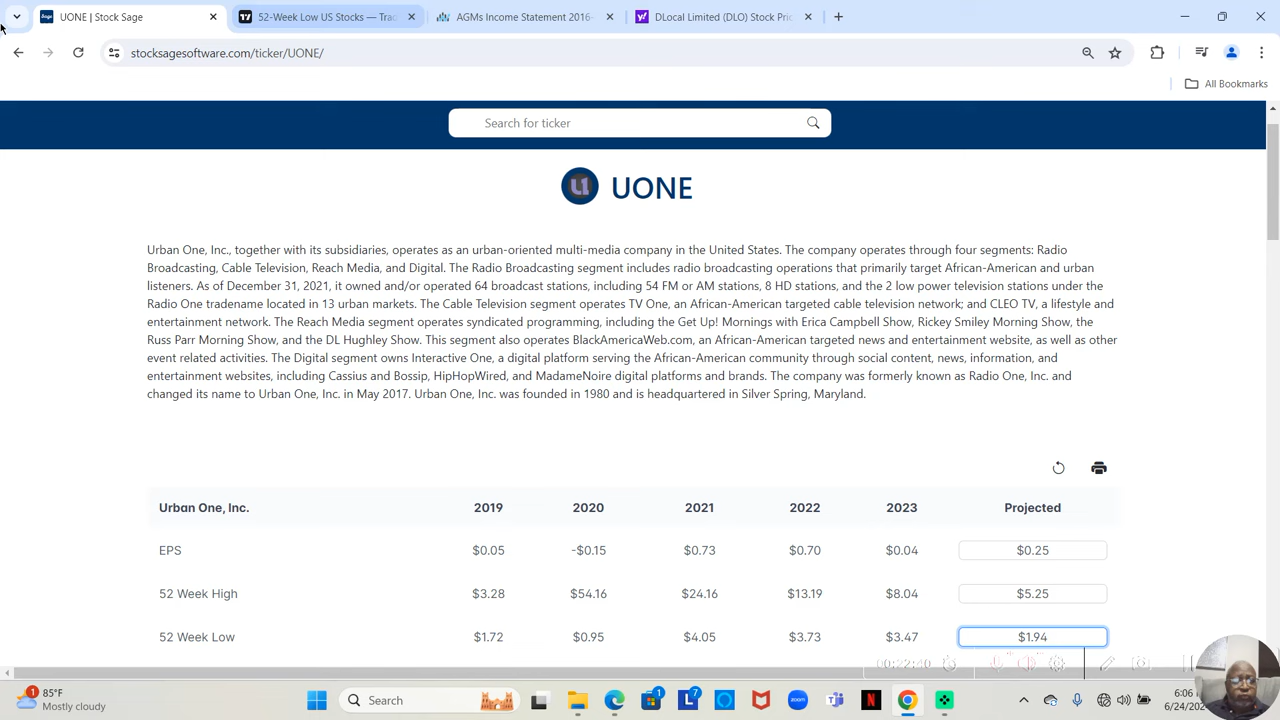 UONE | Stock Sage
52-Week Low US Stocks — Tra
AGMs Income Statement 2016-
DLocal Limited (DLO) Stock Pric
stocksagesoftware.com/ticker/UONE/
All Bookmarks
Search for ticker
UONE
Urban One, Inc., together with its subsidiaries, operates as an urban-oriented multi-media company in the United States. The company operates through four segments: Radio
Broadcasting, Cable Television, Reach Media, and Digital. The Radio Broadcasting segment includes radio broadcasting operations that primarily target African-American and urban
listeners. As of December 31, 2021, it owned and/or operated 64 broadcast stations, including 54 FM or AM stations, 8 HD stations, and the 2 low power television stations under the
Radio One tradename located in 13 urban markets. The Cable Television segment operates TV One, an African-American targeted cable television network; and CLEO TV, a lifestyle and
entertainment network. The Reach Media segment operates syndicated programming, including the Get Up! Mornings with Erica Campbell Show, Rickey Smiley Morning Show, the
Russ Parr Morning Show, and the DL Hughley Show. This segment also operates BlackAmericaWeb.com, an African-American targeted news and entertainment website, as well as other
event related activities. The Digital segment owns Interactive One, a digital platform serving the African-American community through social content, news, information, and
entertainment websites, including Cassius and Bossip, HipHopWired, and MadameNoire digital platforms and brands. The company was formerly known as Radio One, Inc. and
changed its name to Urban One, Inc. in May 2017. Urban One, Inc. was founded in 1980 and is headquartered in Silver Spring, Maryland.
Urban One, Inc. 2019 2020 2021 2022 2023 Projected
EPS $0.05 -$0.15 $0.73 $0.70 $0.04 $0.25
52 Week High $3.28 $54.16 $24.16 $13.19 $8.04 $5.25
52 Week Low $1.72 $0.95 $4.05 $3.73 $3.47 $1.94
00:22:40
1 85°F
Mostly cloudy
Search
1
7
zoom
6:06
6/24/20